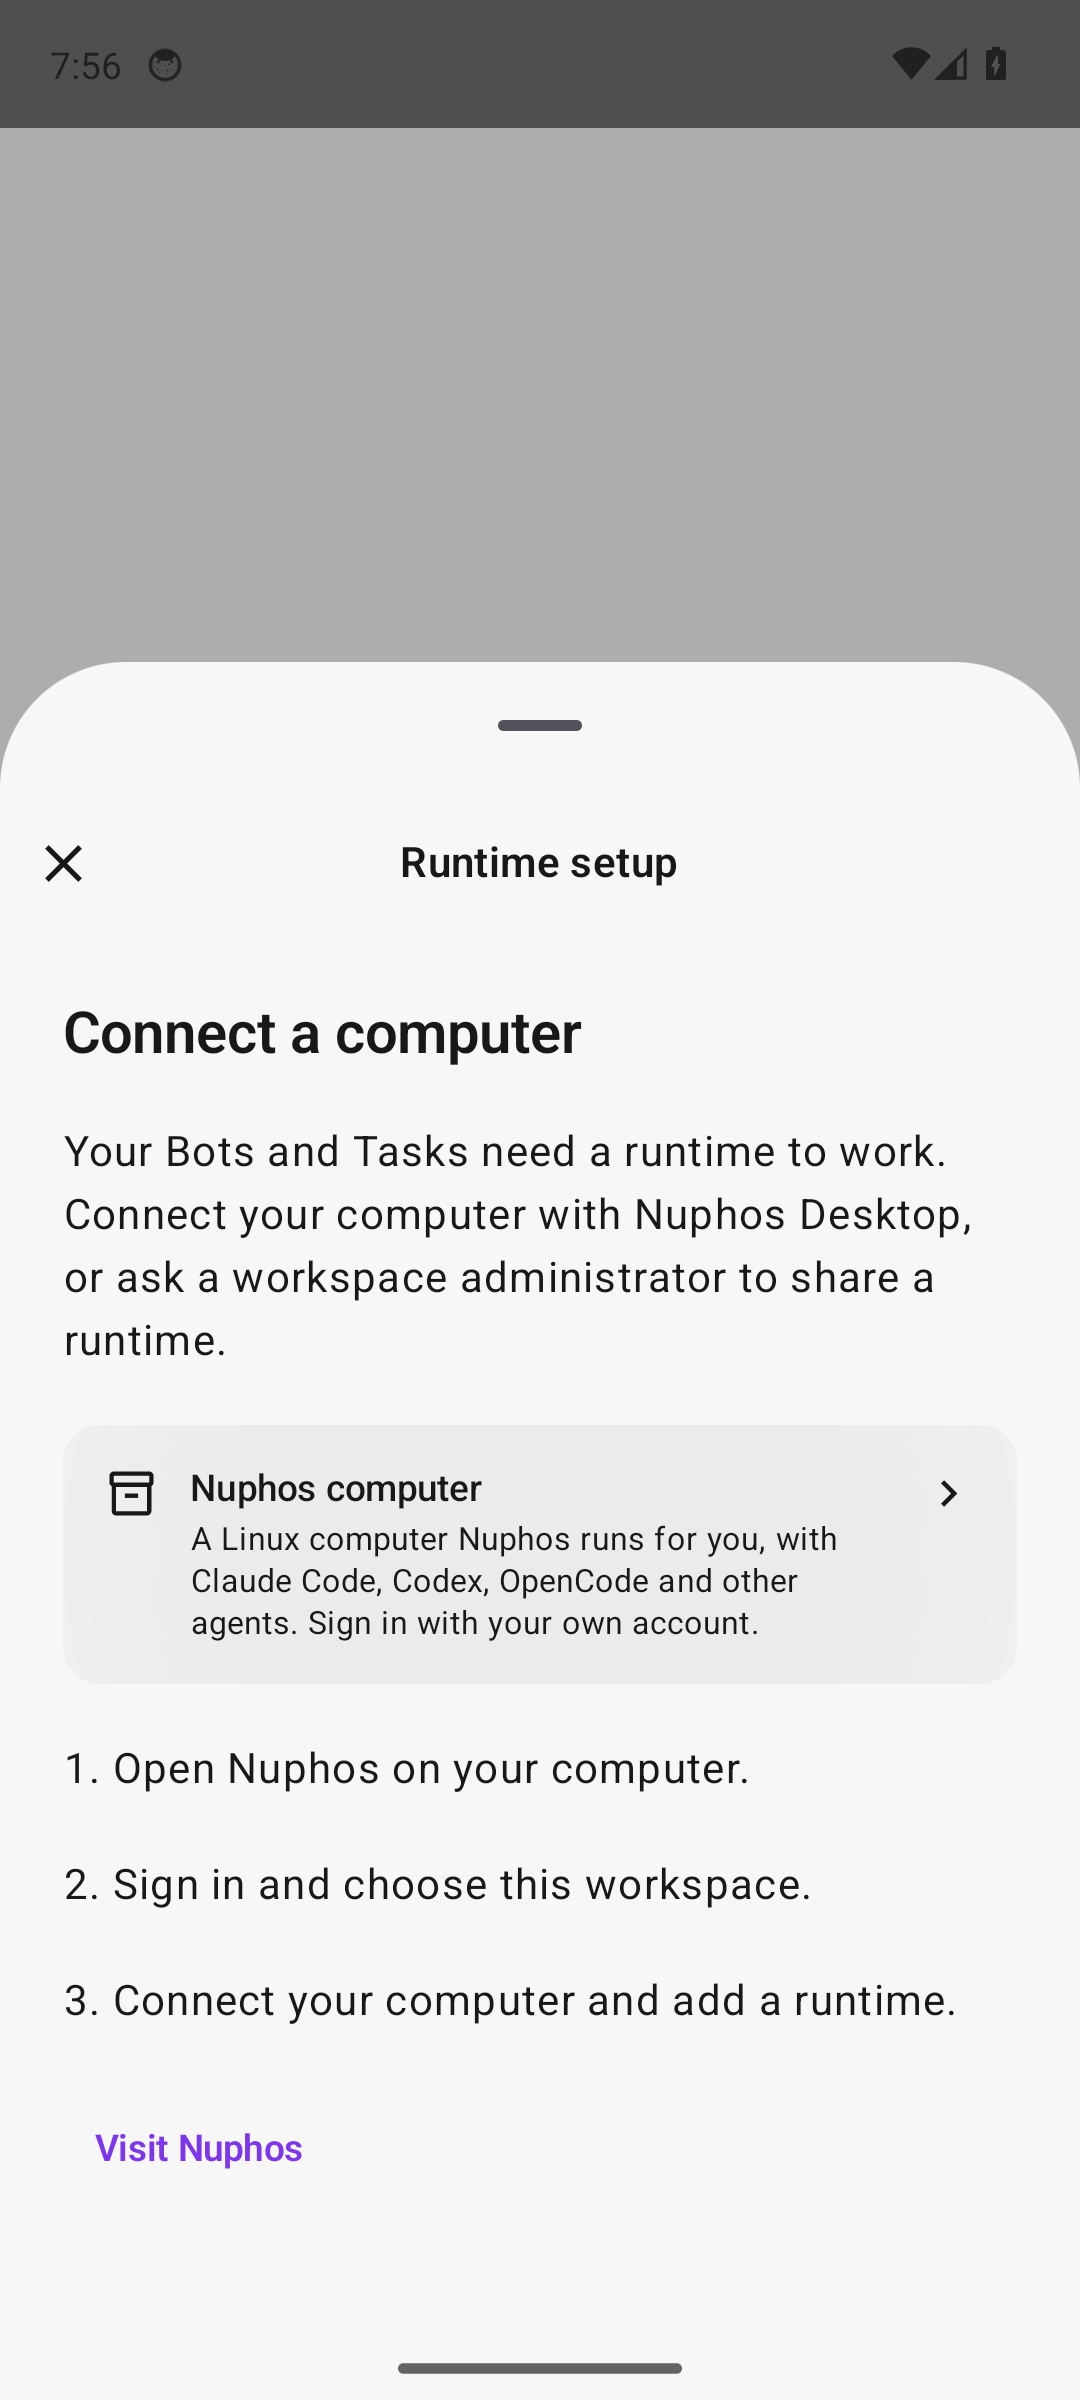 7:56
Runtime setup
Connect a computer
Your Bots and Tasks need a runtime to work.
Connect your computer with Nuphos Desktop,
or ask a workspace administrator to share a
runtime.
Nuphos computer
A Linux computer Nuphos runs for you, with
Claude Code, Codex, OpenCode and other
agents. Sign in with your own account.
1. Open Nuphos on your computer.
2. Sign in and choose this workspace.
3. Connect your computer and add a runtime.
Visit Nuphos